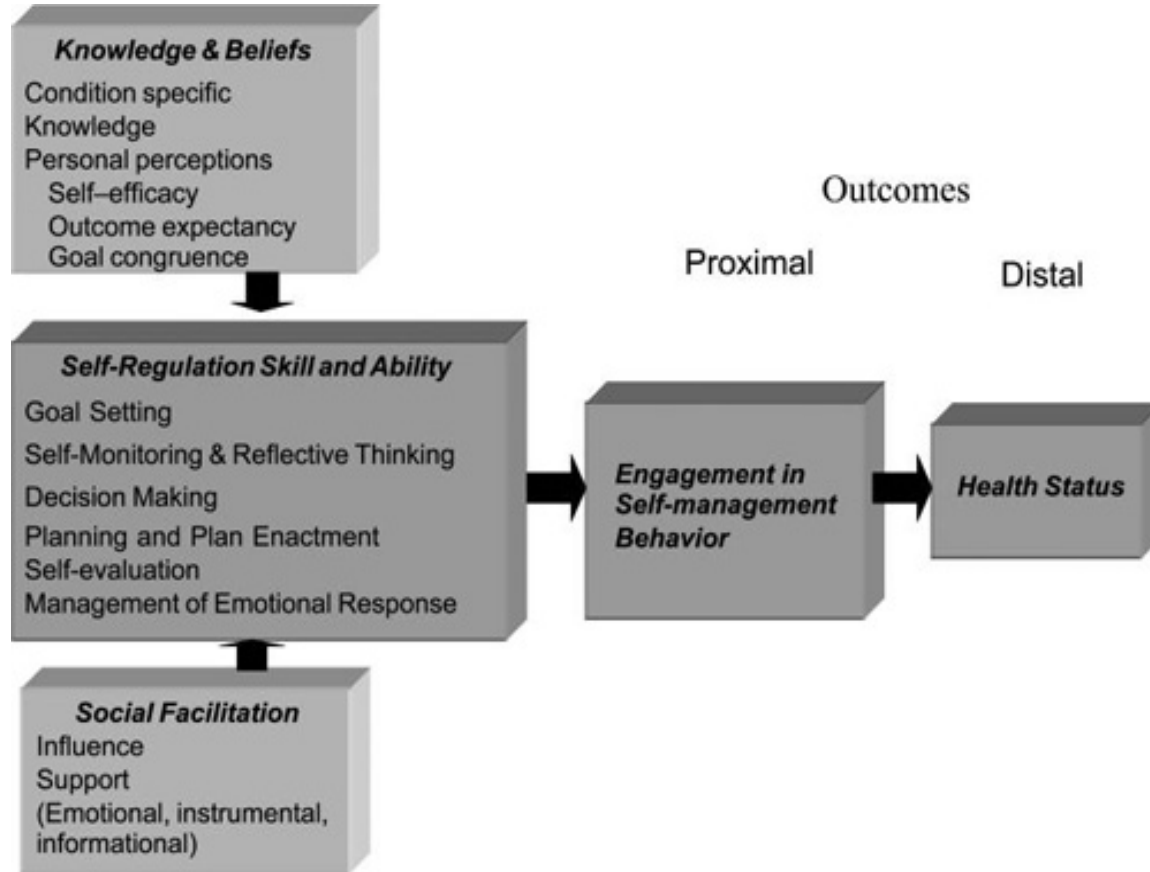 Knowledge & Beliefs
Condition specific
Knowledge
Personal perceptions
Self–efficacy
Outcome expectancy
Goal congruence
Outcomes
Proximal
Distal
Self-Regulation Skill and Ability
Goal Setting
Self-Monitoring & Reflective Thinking
Decision Making
Planning and Plan Enactment
Self-evaluation
Management of Emotional Response
Engagement in
Self-management
Behavior
Health Status
Social Facilitation
Influence
Support
(Emotional, instrumental,
informational)